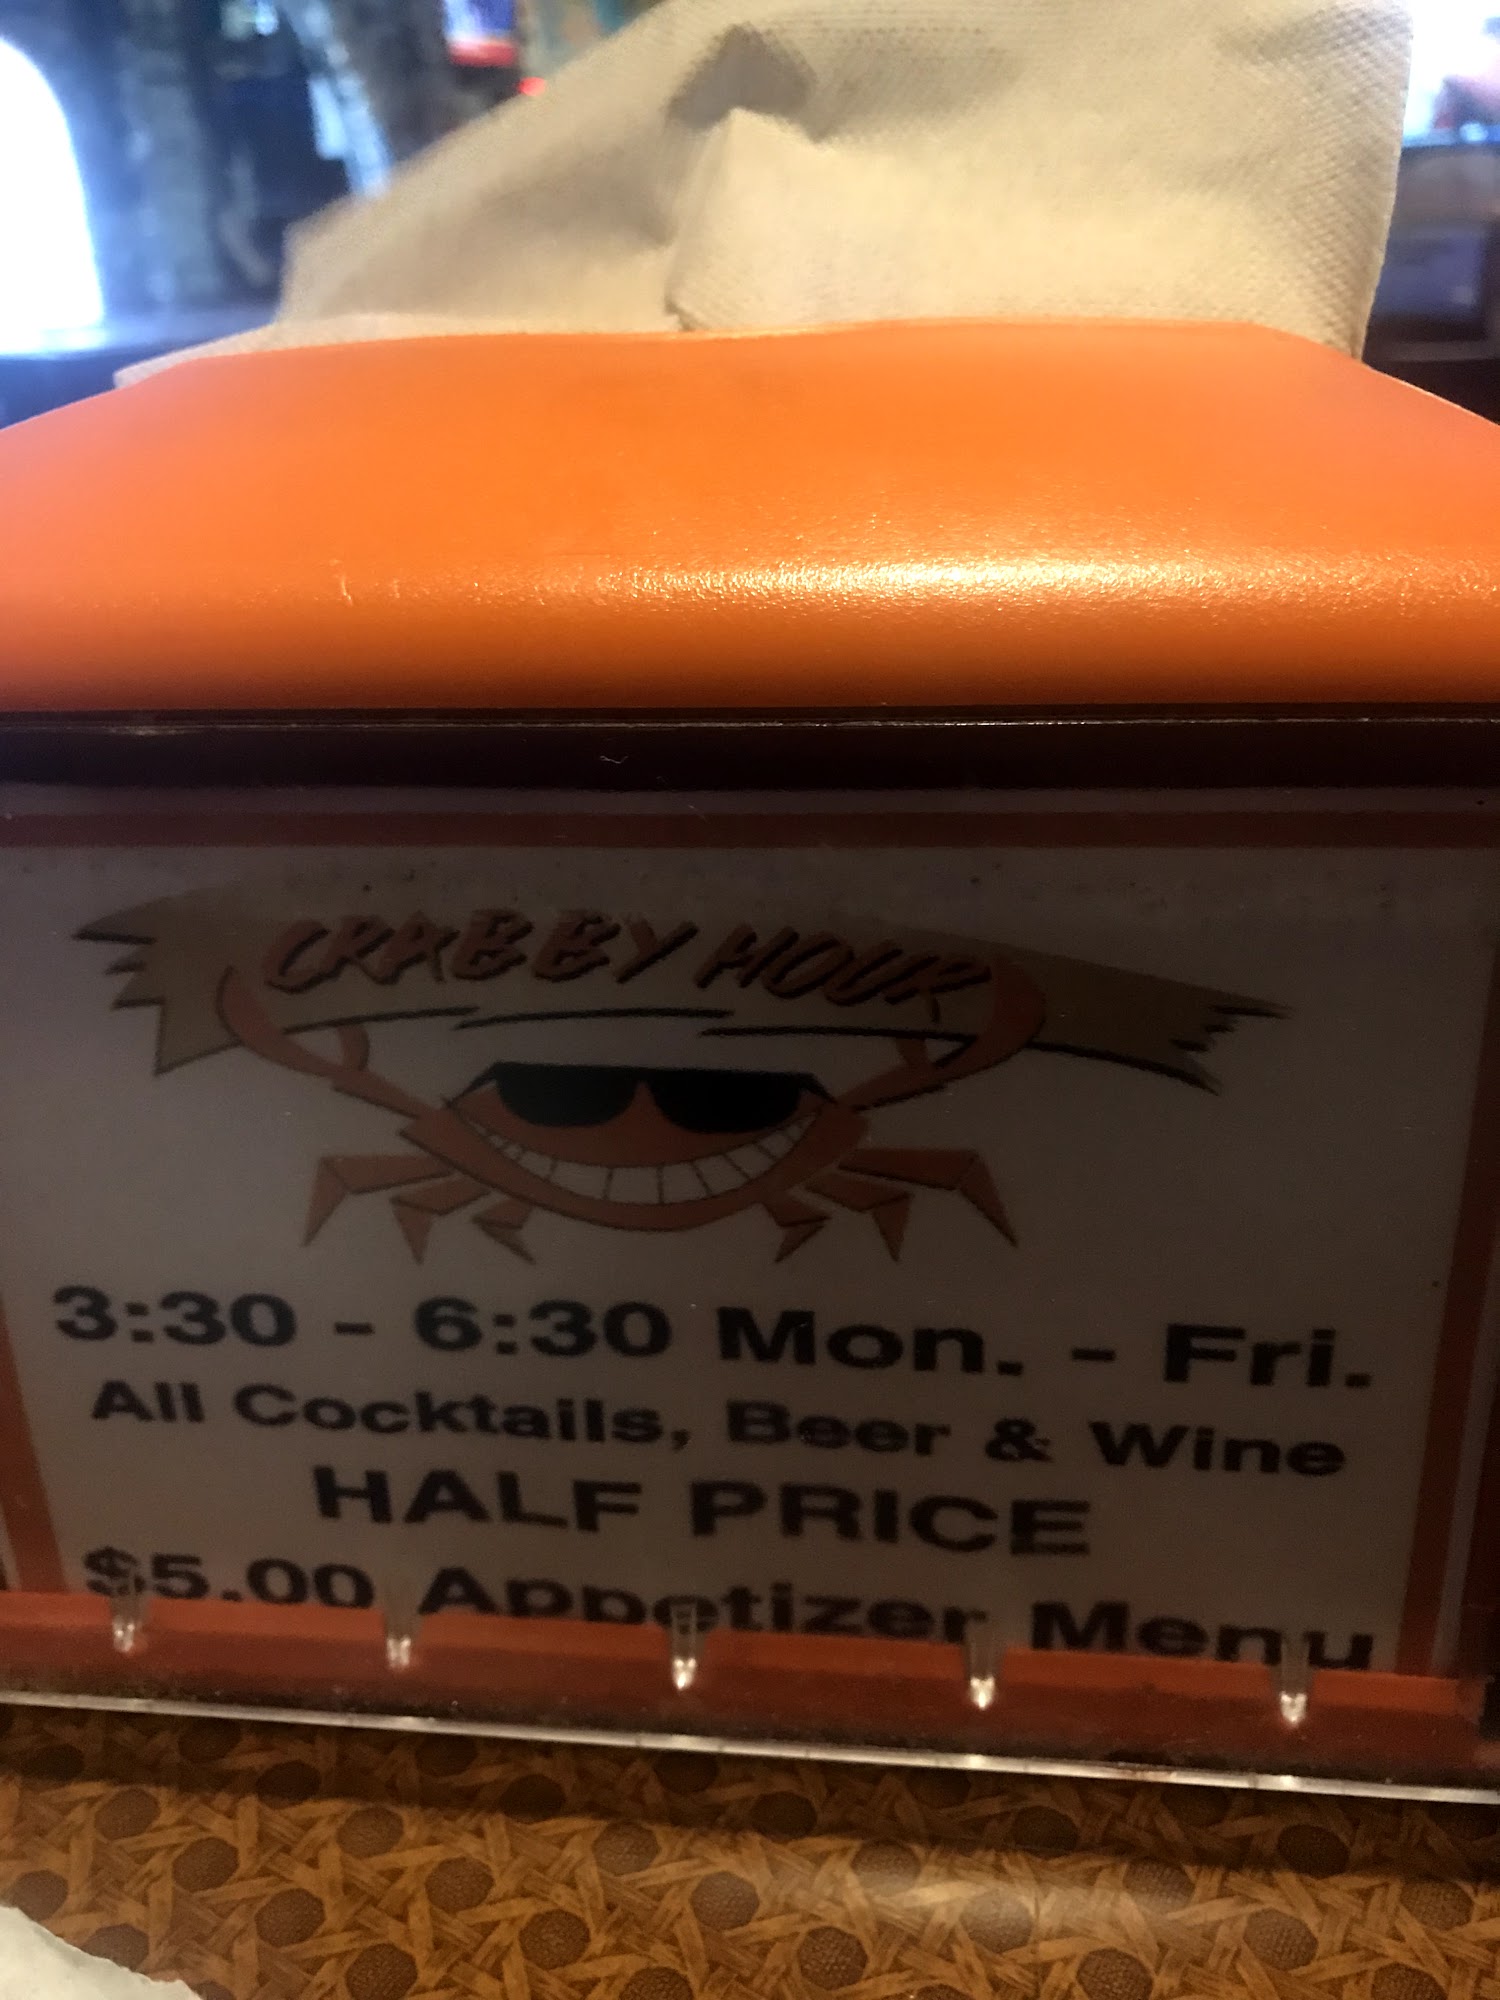 CRABBY HOUR
3:30 - 6:30 Mon. - Fri.
All Cocktails, Beer & Wine
HALF PRICE
$5.00 Appetizer Menu